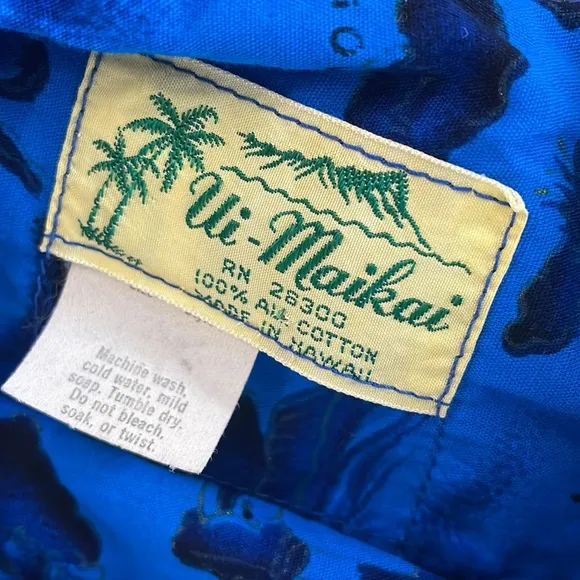 Ui-Maikai
RN 26300
100% All COTTON
MADE IN HAWAII
Machine wash,
cold water, mild
soap. Tumble dry.
Do not bleach,
soak, or twist.